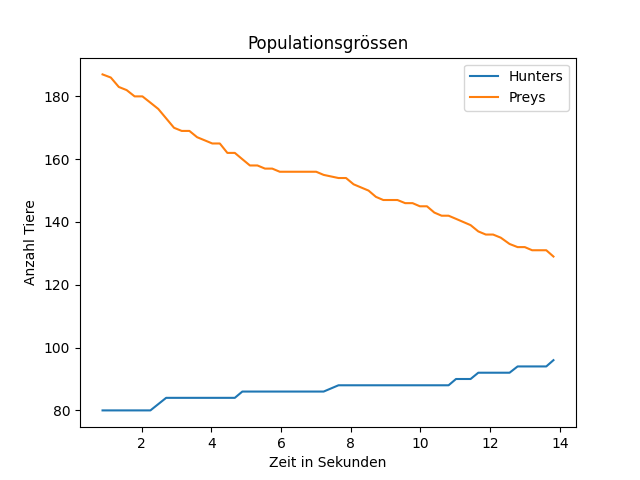 Populationsgrössen
Hunters
Preys
Anzahl Tiere
180
160
140
120
100
80
2 4 6 8 10 12 14
Zeit in Sekunden